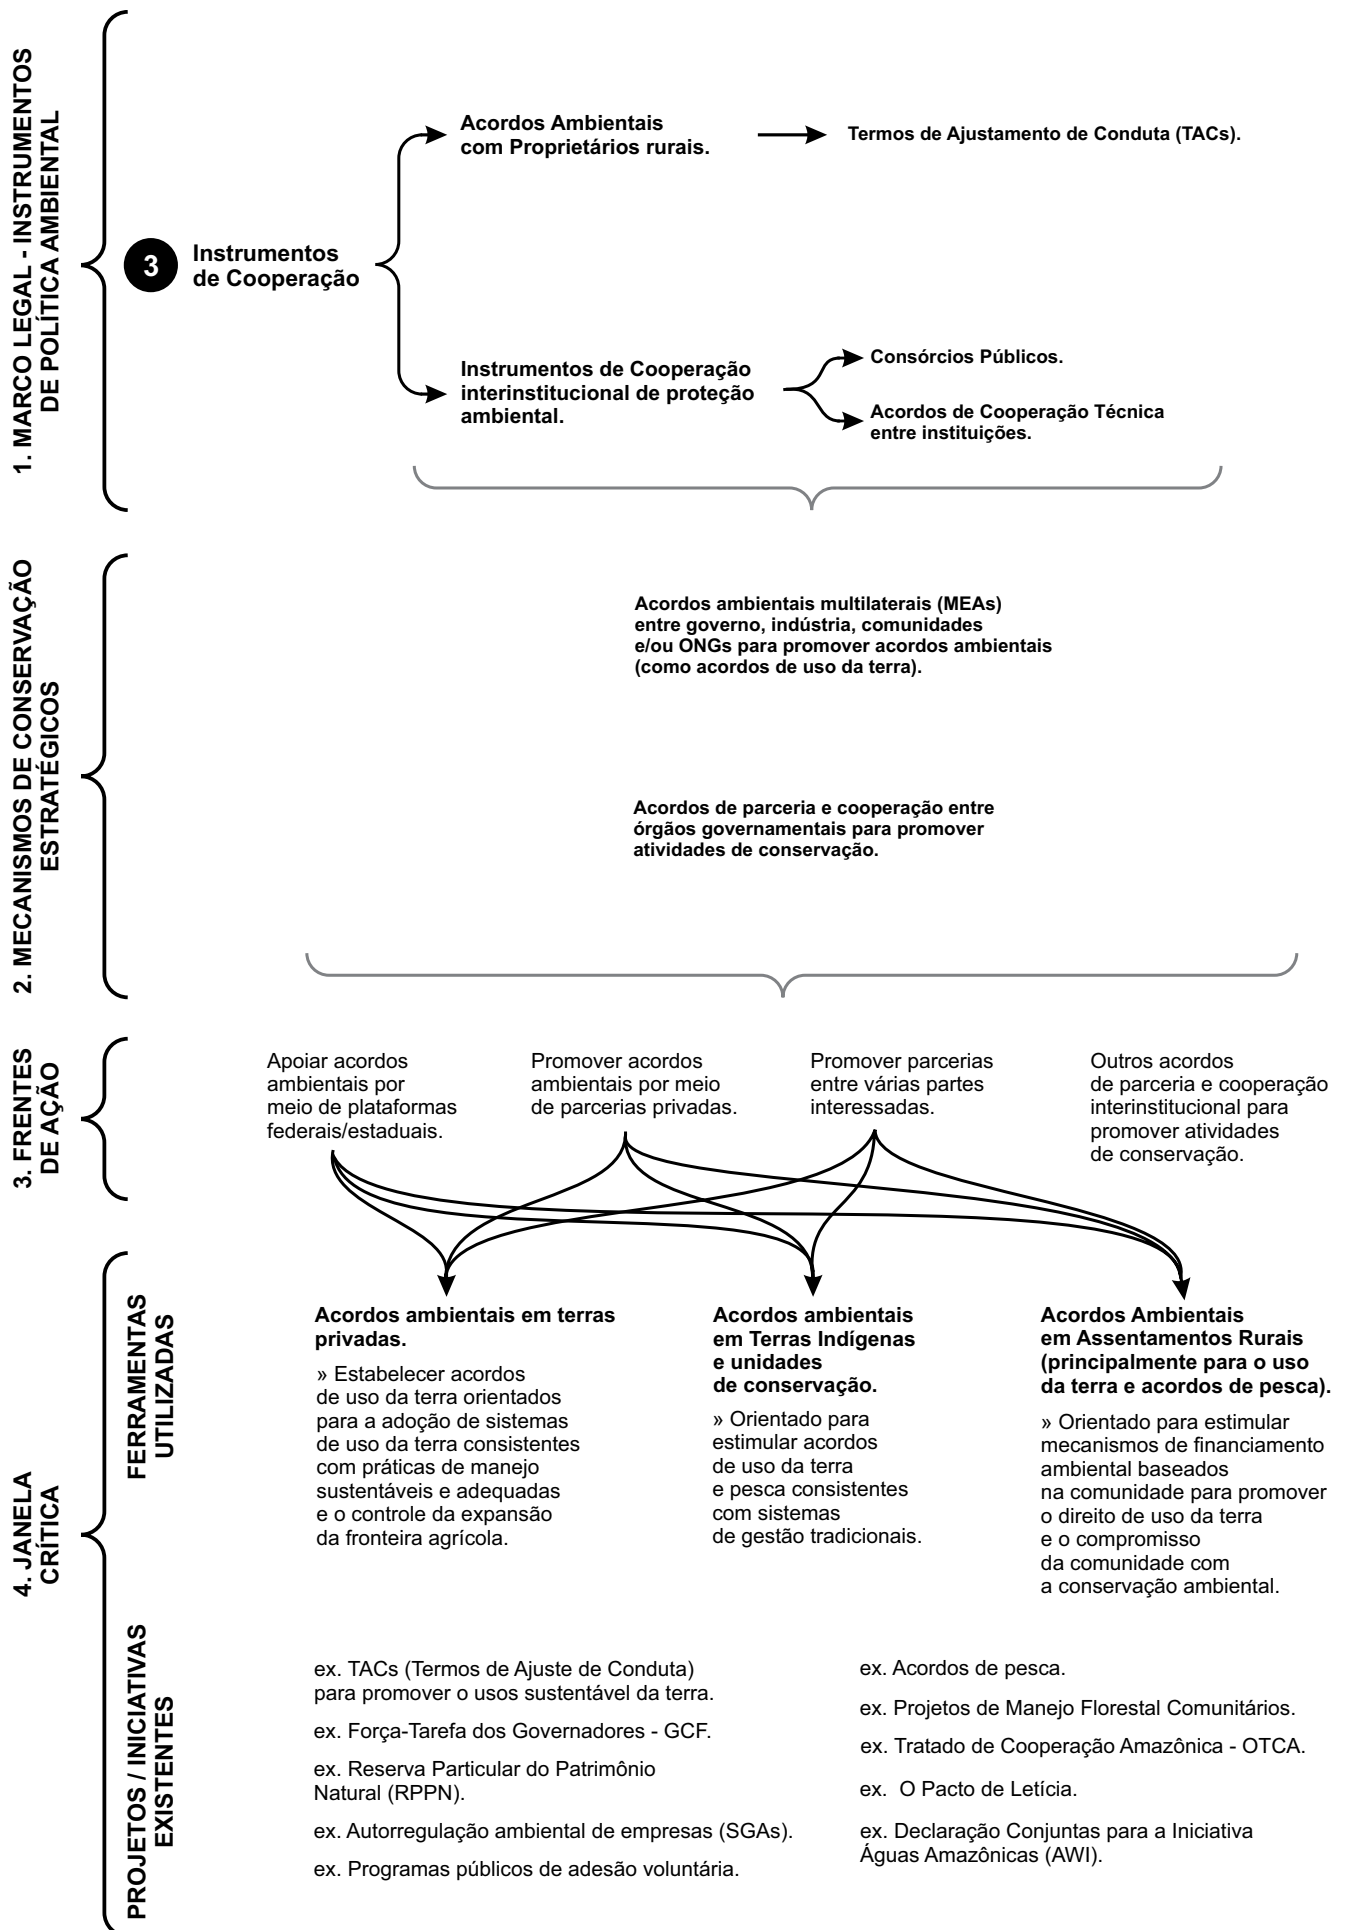 1. MARCO LEGAL - INSTRUMENTOS
DE POLÍTICA AMBIENTAL
3
Instrumentos
de Cooperação
Acordos Ambientais
com Proprietários rurais.
Termos de Ajustamento de Conduta (TACs).
Instrumentos de Cooperação
interinstitucional de proteção
ambiental.
Consórcios Públicos.
Acordos de Cooperação Técnica
entre instituições.
2. MECANISMOS DE CONSERVAÇÃO
ESTRATÉGICOS
Acordos ambientais multilaterais (MEAs)
entre governo, indústria, comunidades
e/ou ONGs para promover acordos ambientais
(como acordos de uso da terra).
Acordos de parceria e cooperação entre
órgãos governamentais para promover
atividades de conservação.
3. FRENTES
DE AÇÃO
Apoiar acordos
ambientais por
meio de plataformas
federais/estaduais.
Promover acordos
ambientais por meio
de parcerias privadas.
Promover parcerias
entre várias partes
interessadas.
Outros acordos
de parceria e cooperação
interinstitucional para
promover atividades
de conservação.
4. JANELA
CRÍTICA
FERRAMENTAS
UTILIZADAS
Acordos ambientais em terras
privadas.
» Estabelecer acordos
de uso da terra orientados
para a adoção de sistemas
de uso da terra consistentes
com práticas de manejo
sustentáveis e adequadas
e o controle da expansão
da fronteira agrícola.
Acordos ambientais
em Terras Indígenas
e unidades
de conservação.
» Orientado para
estimular acordos
de uso da terra
e pesca consistentes
com sistemas
de gestão tradicionais.
Acordos Ambientais
em Assentamentos Rurais
(principalmente para o uso
da terra e acordos de pesca).
» Orientado para estimular
mecanismos de financiamento
ambiental baseados
na comunidade para promover
o direito de uso da terra
e o compromisso
da comunidade com
a conservação ambiental.
PROJETOS / INICIATIVAS
EXISTENTES
ex. TACs (Termos de Ajuste de Conduta)
para promover o usos sustentável da terra.
ex. Força-Tarefa dos Governadores - GCF.
ex. Reserva Particular do Patrimônio
Natural (RPPN).
ex. Autorregulação ambiental de empresas (SGAs).
ex. Programas públicos de adesão voluntária.
ex. Acordos de pesca.
ex. Projetos de Manejo Florestal Comunitários.
ex. Tratado de Cooperação Amazônica - OTCA.
ex. O Pacto de Letícia.
ex. Declaração Conjuntas para a Iniciativa
Águas Amazônicas (AWI).